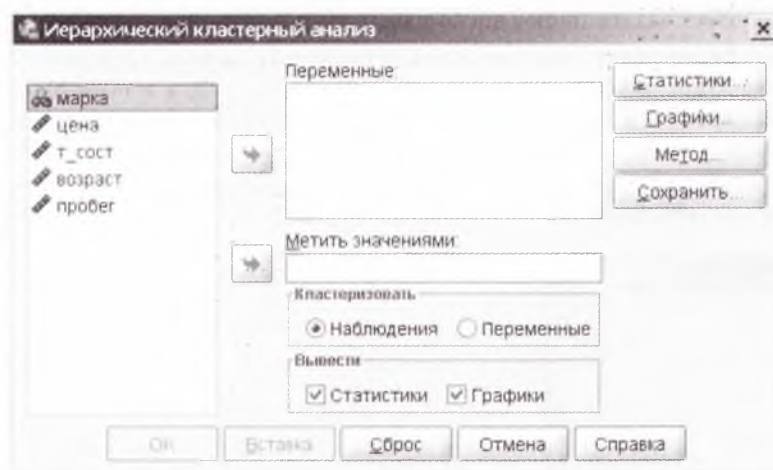 Иерархический кластерный анализ
марка
цена
т_сост
возраст
пробег
Переменные:
Метить значениями:
Кластеризовать
Наблюдения Переменные
Вывести
Статистики Графики
Статистики...
Графики...
Метод...
Сохранить...
ОК Вставка Сброс Отмена Справка